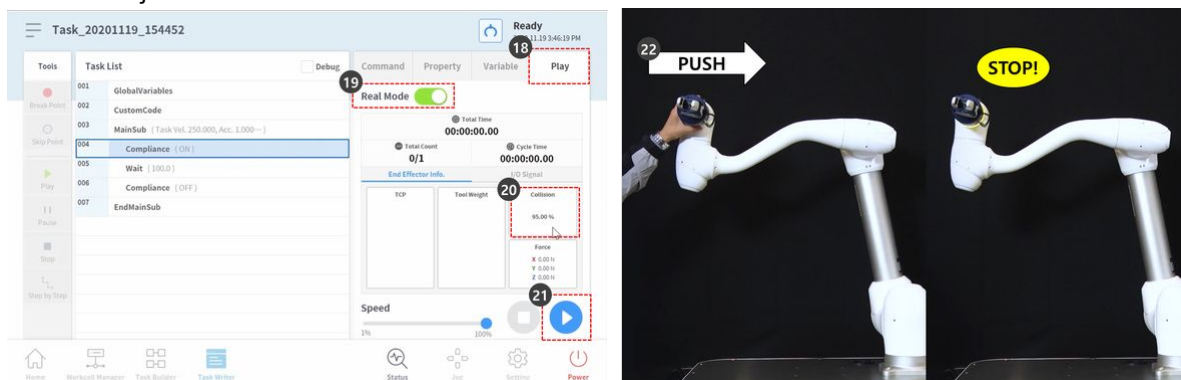 Task_20201119_154452
Ready
11.19 3:46:19 PM
18
Tools
Task List
Debug
Command
Property
Variable
Play
Break Point
Skip Point
Play
Pause
Stop
Step by Step
001 GlobalVariables
002 CustomCode
003 MainSub ( Task Vel. 250.000, Acc. 1.000⋯ )
004 Compliance ( ON )
005 Wait ( 100.0 )
006 Compliance ( OFF )
007 EndMainSub
19
Real Mode
Total Time
00:00:00.00
Total Count
0/1
Cycle Time
00:00:00.00
End Effector Info.
I/O Signal
TCP
Tool Weight
20
Collision
95.00 %
Force
X 0.00 N
Y 0.00 N
Z 0.00 N
21
Speed
1%
100%
Home
Workcell Manager
Task Builder
Task Writer
Status
Jog
Setting
Power
22
PUSH
STOP!